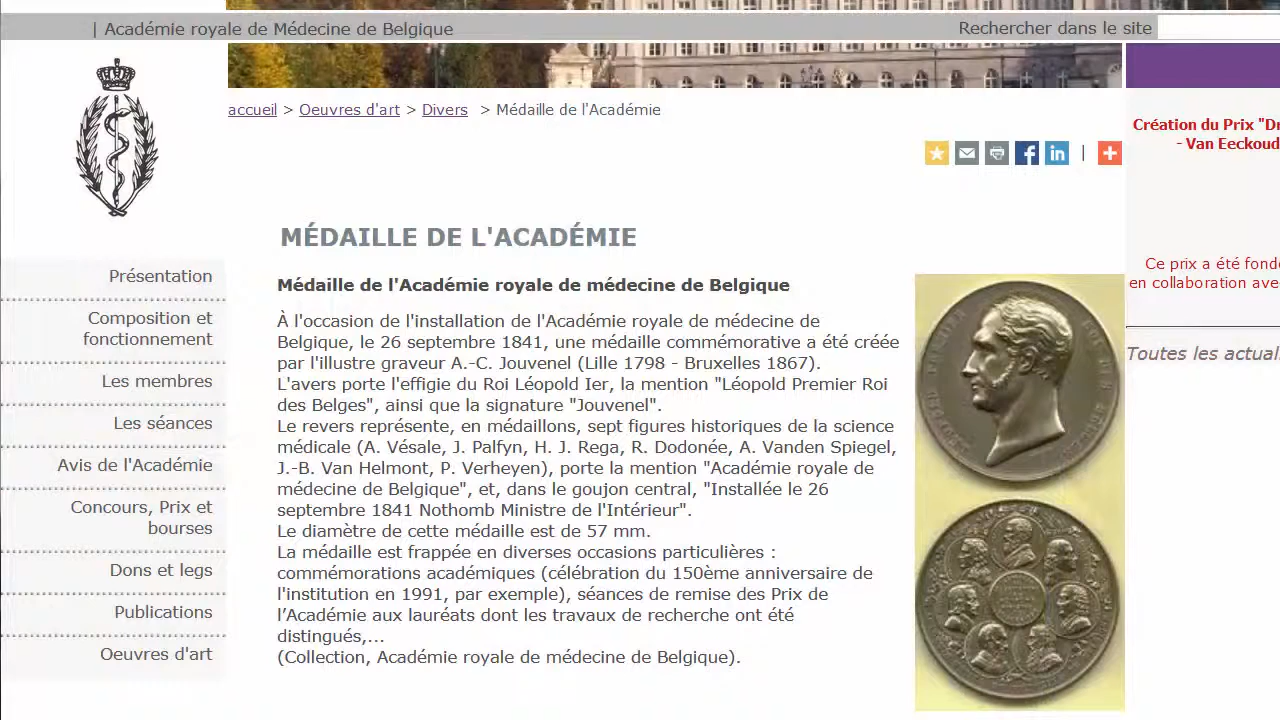 | Académie royale de Médecine de Belgique
Rechercher dans le site
accueil > Oeuvres d'art > Divers > Médaille de l'Académie
|
Création du Prix "D
- Van Eeckoud
MÉDAILLE DE L'ACADÉMIE
Présentation
Composition et
fonctionnement
Les membres
Les séances
Avis de l'Académie
Concours, Prix et
bourses
Dons et legs
Publications
Oeuvres d'art
Médaille de l'Académie royale de médecine de Belgique
À l'occasion de l'installation de l'Académie royale de médecine de
Belgique, le 26 septembre 1841, une médaille commémorative a été créée
par l'illustre graveur A.-C. Jouvenel (Lille 1798 - Bruxelles 1867).
L'avers porte l'effigie du Roi Léopold Ier, la mention "Léopold Premier Roi
des Belges", ainsi que la signature "Jouvenel".
Le revers représente, en médaillons, sept figures historiques de la science
médicale (A. Vésale, J. Palfyn, H. J. Rega, R. Dodonée, A. Vanden Spiegel,
J.-B. Van Helmont, P. Verheyen), porte la mention "Académie royale de
médecine de Belgique", et, dans le goujon central, "Installée le 26
septembre 1841 Nothomb Ministre de l'Intérieur".
Le diamètre de cette médaille est de 57 mm.
La médaille est frappée en diverses occasions particulières :
commémorations académiques (célébration du 150ème anniversaire de
l'institution en 1991, par exemple), séances de remise des Prix de
l’Académie aux lauréats dont les travaux de recherche ont été
distingués,...
(Collection, Académie royale de médecine de Belgique).
Ce prix a été fond
en collaboration ave
Toutes les actual